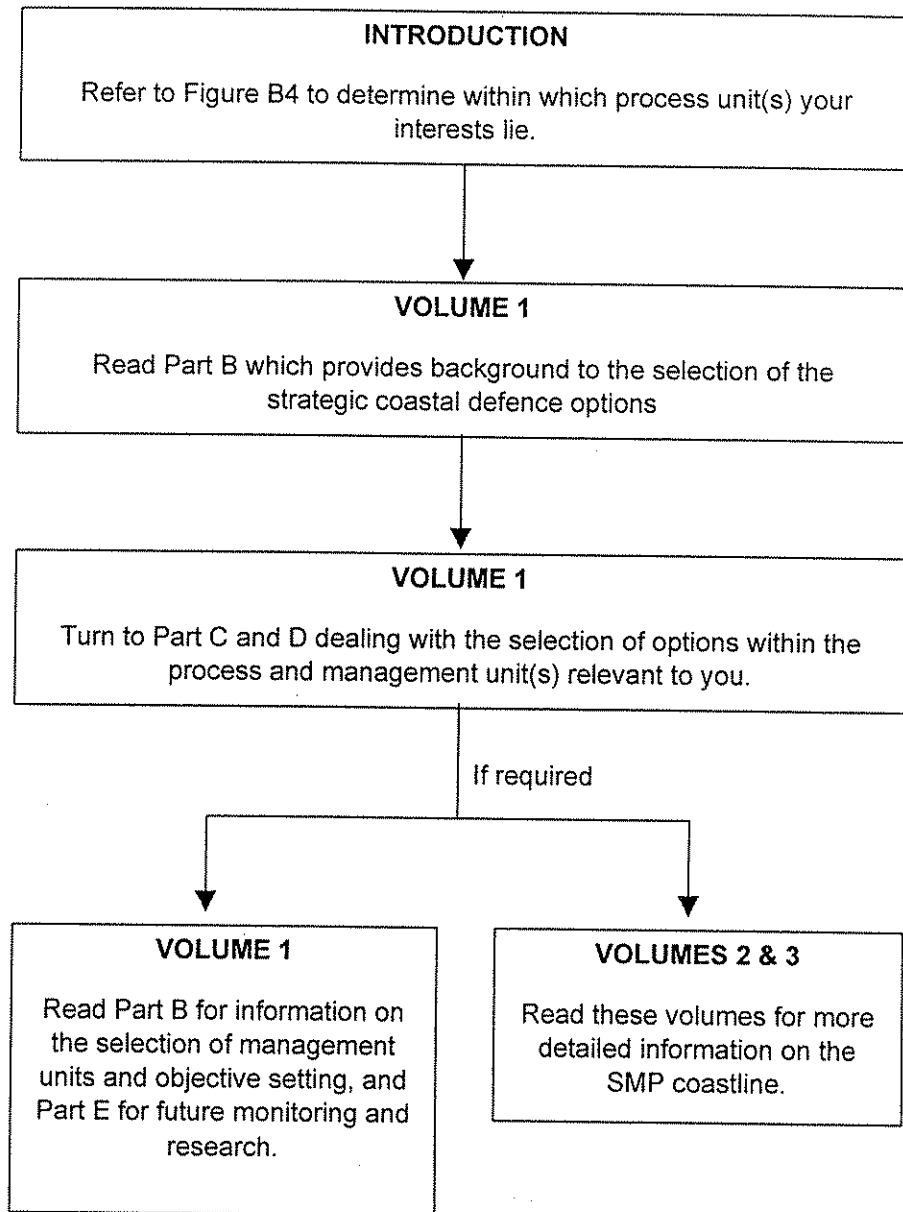 INTRODUCTION
Refer to Figure B4 to determine within which process unit(s) your
interests lie.
VOLUME 1
Read Part B which provides background to the selection of the
strategic coastal defence options
VOLUME 1
Turn to Part C and D dealing with the selection of options within the
process and management unit(s) relevant to you.
If required
VOLUME 1
Read Part B for information on
the selection of management
units and objective setting, and
Part E for future monitoring and
research.
VOLUMES 2 & 3
Read these volumes for more
detailed information on the
SMP coastline.